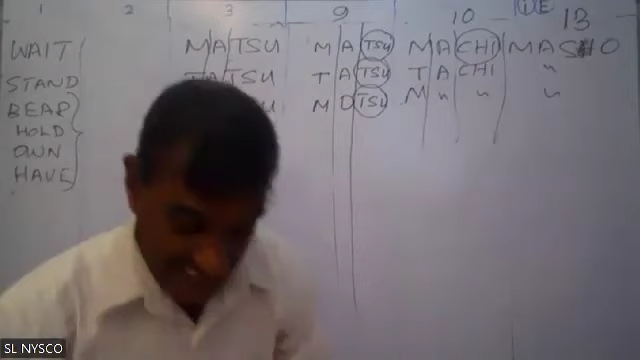 1 2 3 9 10 13
WAIT MATSU MATSU MACHI MASHO
STAND TATSU TATSU TACHI "
BEAR MOTSU M " " "
HOLD
OWN
HAVE
SL NYSCO